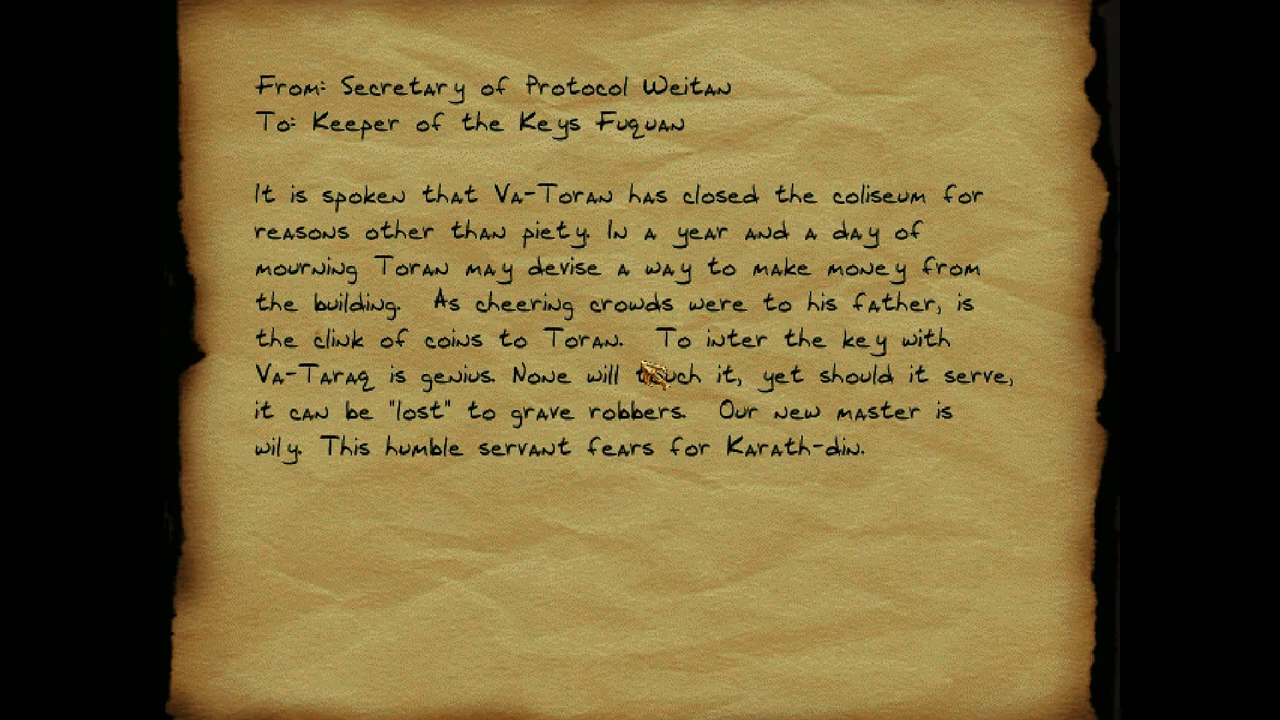 From: Secretary of Protocol Weitan
To: Keeper of the Keys Fuquan
It is spoken that Va-Toran has closed the coliseum for
reasons other than piety. In a year and a day of
mourning Toran may devise a way to make money from
the building. As cheering crowds were to his father, is
the clink of coins to Toran. To inter the key with
Va-Taraq is genius. None will touch it, yet should it serve,
it can be "lost" to grave robbers. Our new master is
wily. This humble servant fears for Karath-din.